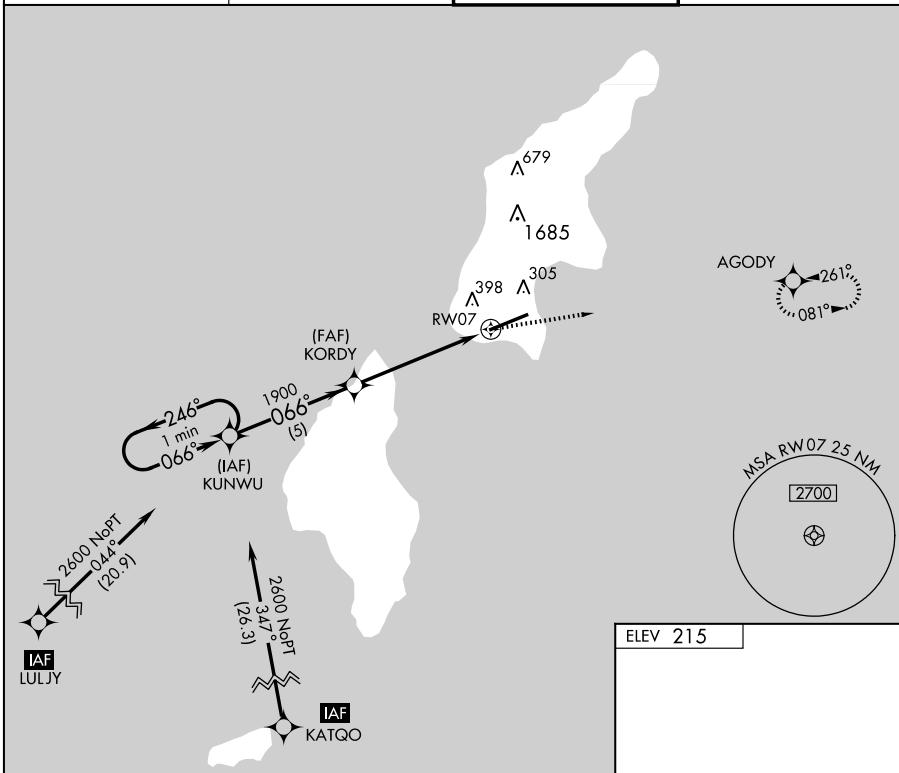 679
1685
305
398
RW07
AGODY
261°
081°
(FAF)
KORDY
1900
066°
(5)
246°
1 min
066°
(IAF)
KUNWU
MSA RW07 25 NM
2700
2600 NoPT
044°
(20.9)
IAF
LULJY
2600 NoPT
347°
(26.3)
IAF
KATQO
ELEV 215